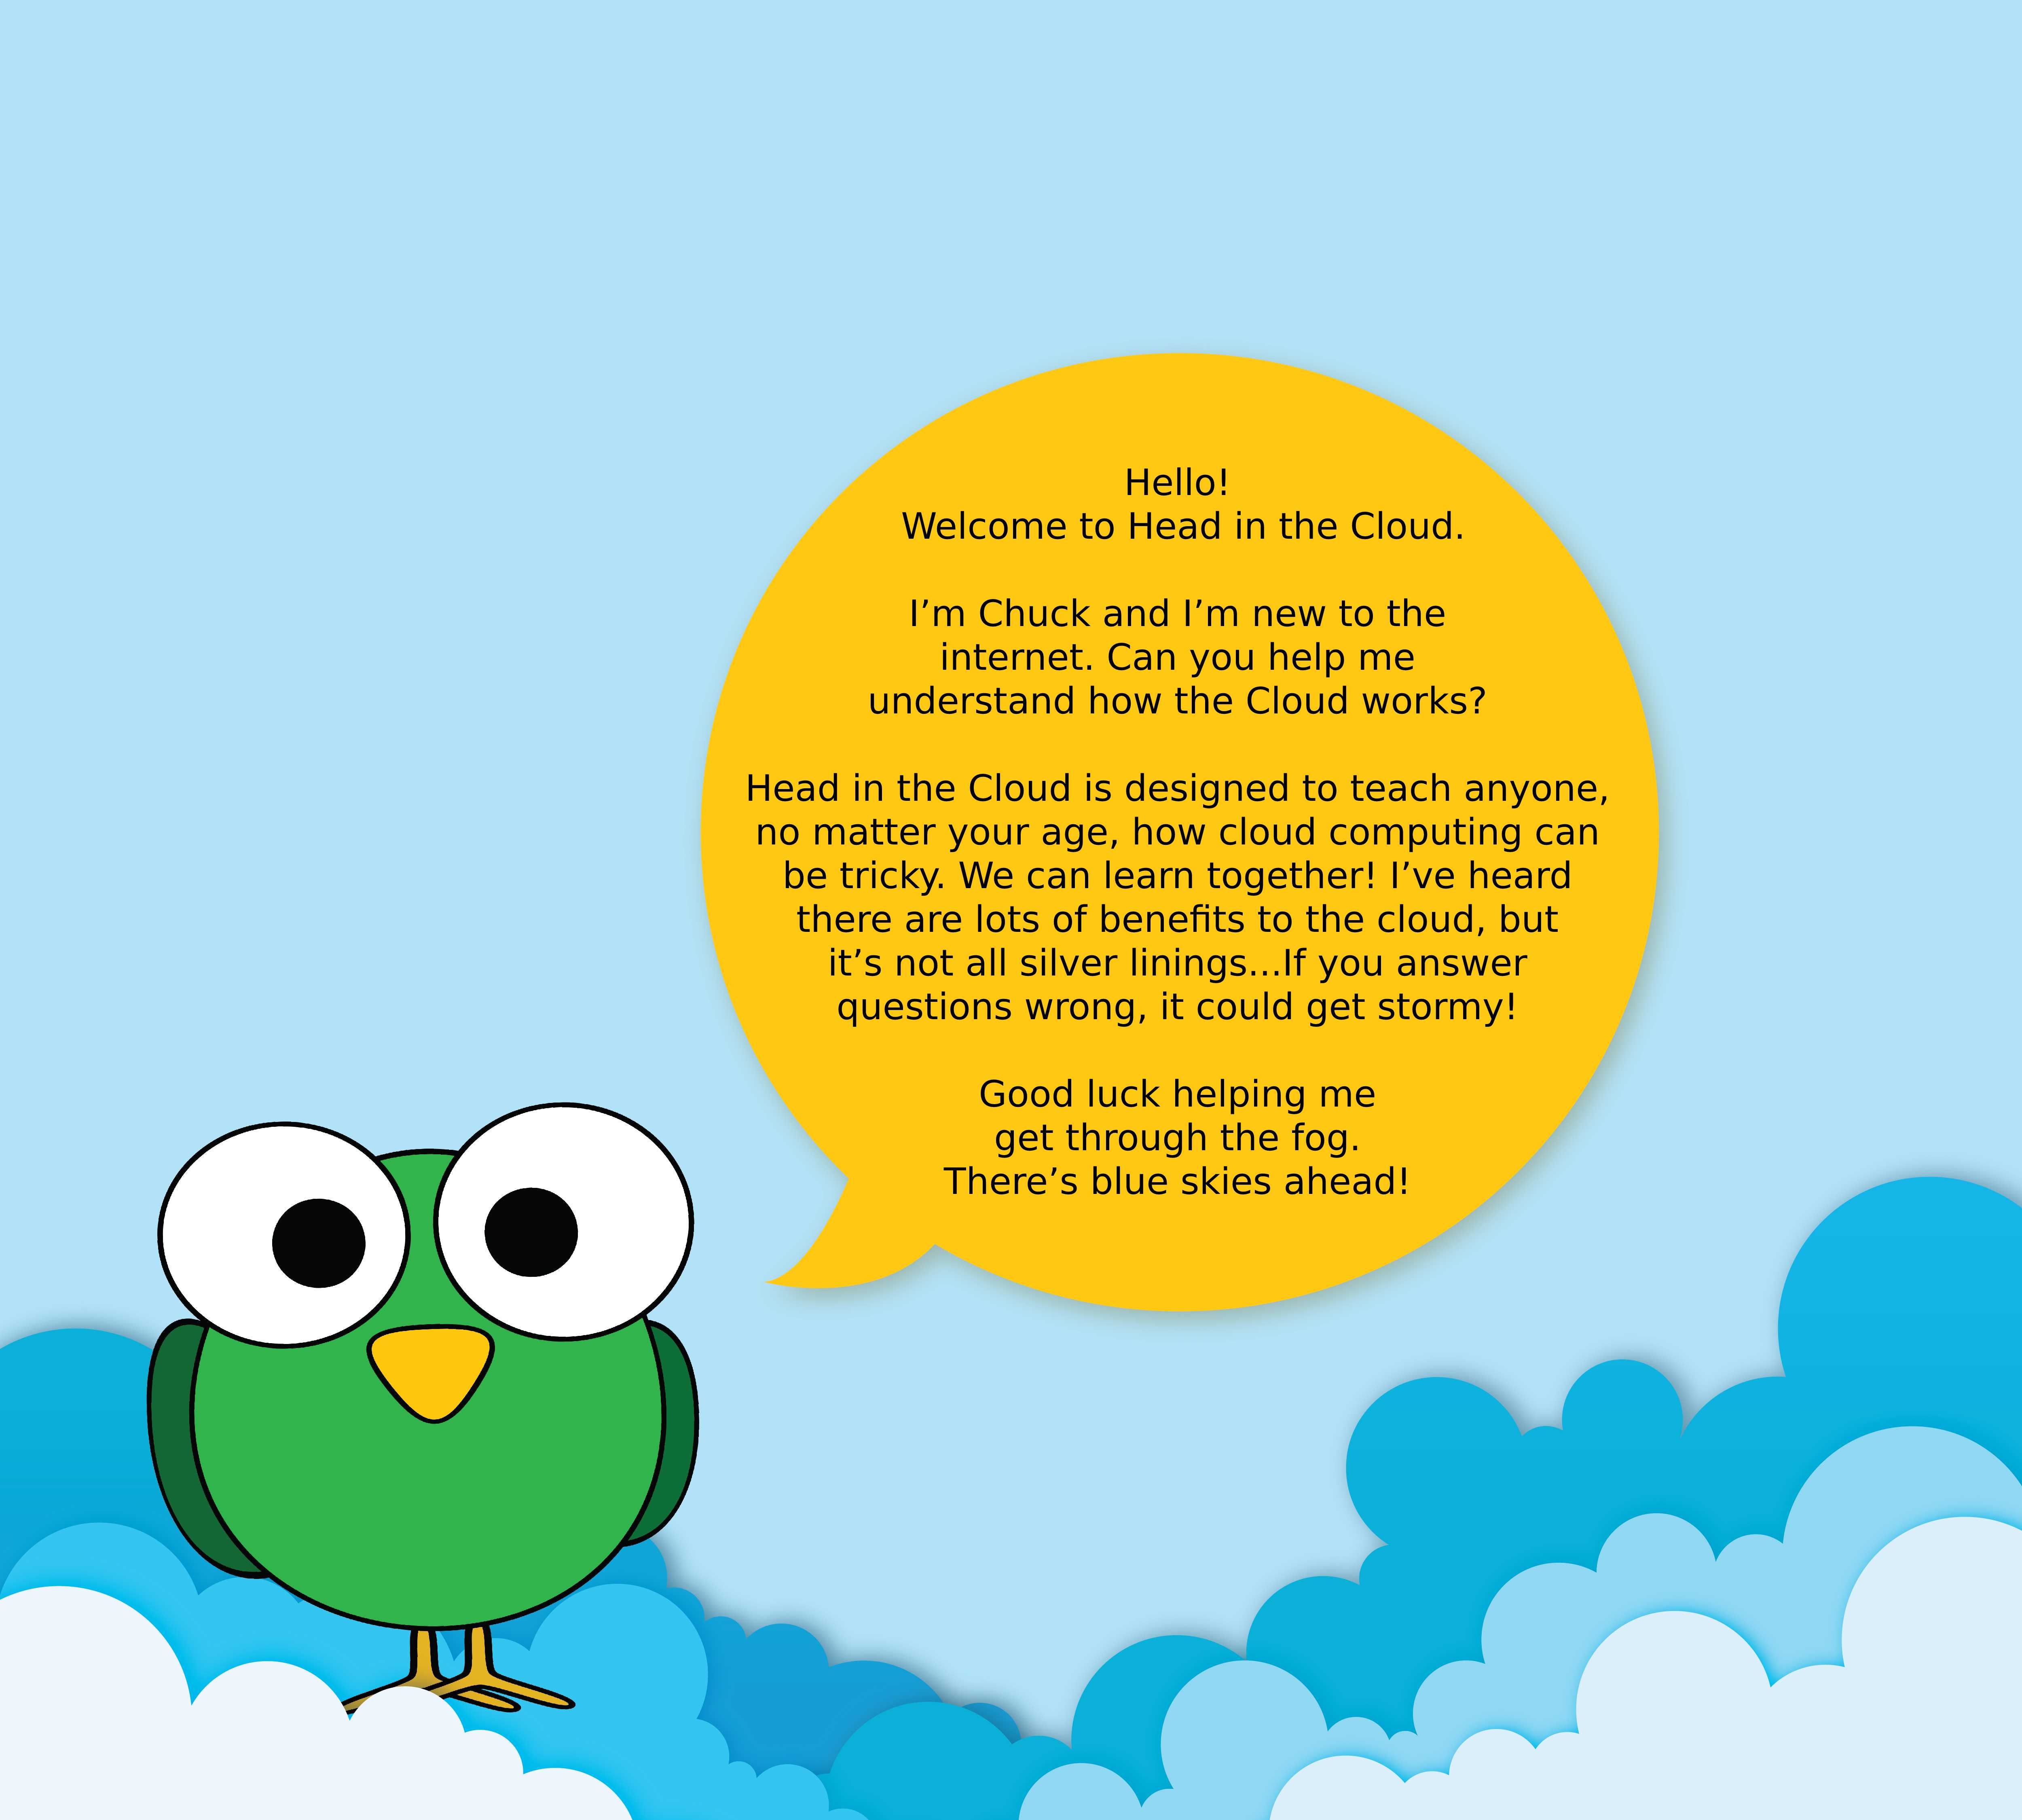 Hello!
Welcome to Head in the Cloud.
I’m Chuck and I’m new to the
internet. Can you help me
understand how the Cloud works?
Head in the Cloud is designed to teach anyone,
no matter your age, how cloud computing can
be tricky. We can learn together! I’ve heard
there are lots of benefits to the cloud, but
it’s not all silver linings...If you answer
questions wrong, it could get stormy!
Good luck helping me
get through the fog.
There’s blue skies ahead!